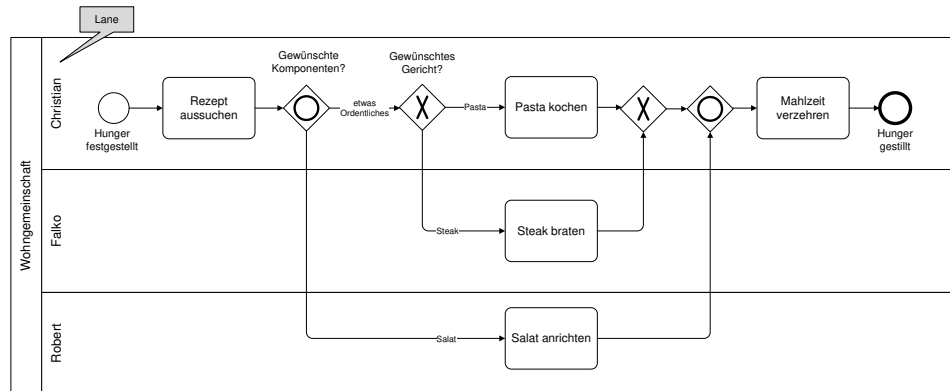 Lane
Wohngemeinschaft
Christian
Hunger
festgestellt
Rezept
aussuchen
Gewünschte
Komponenten?
etwas
Ordentliches
Gewünschtes
Gericht?
Pasta
Pasta kochen
Mahlzeit
verzehren
Hunger
gestillt
Falko
Steak
Steak braten
Robert
Salat
Salat anrichten